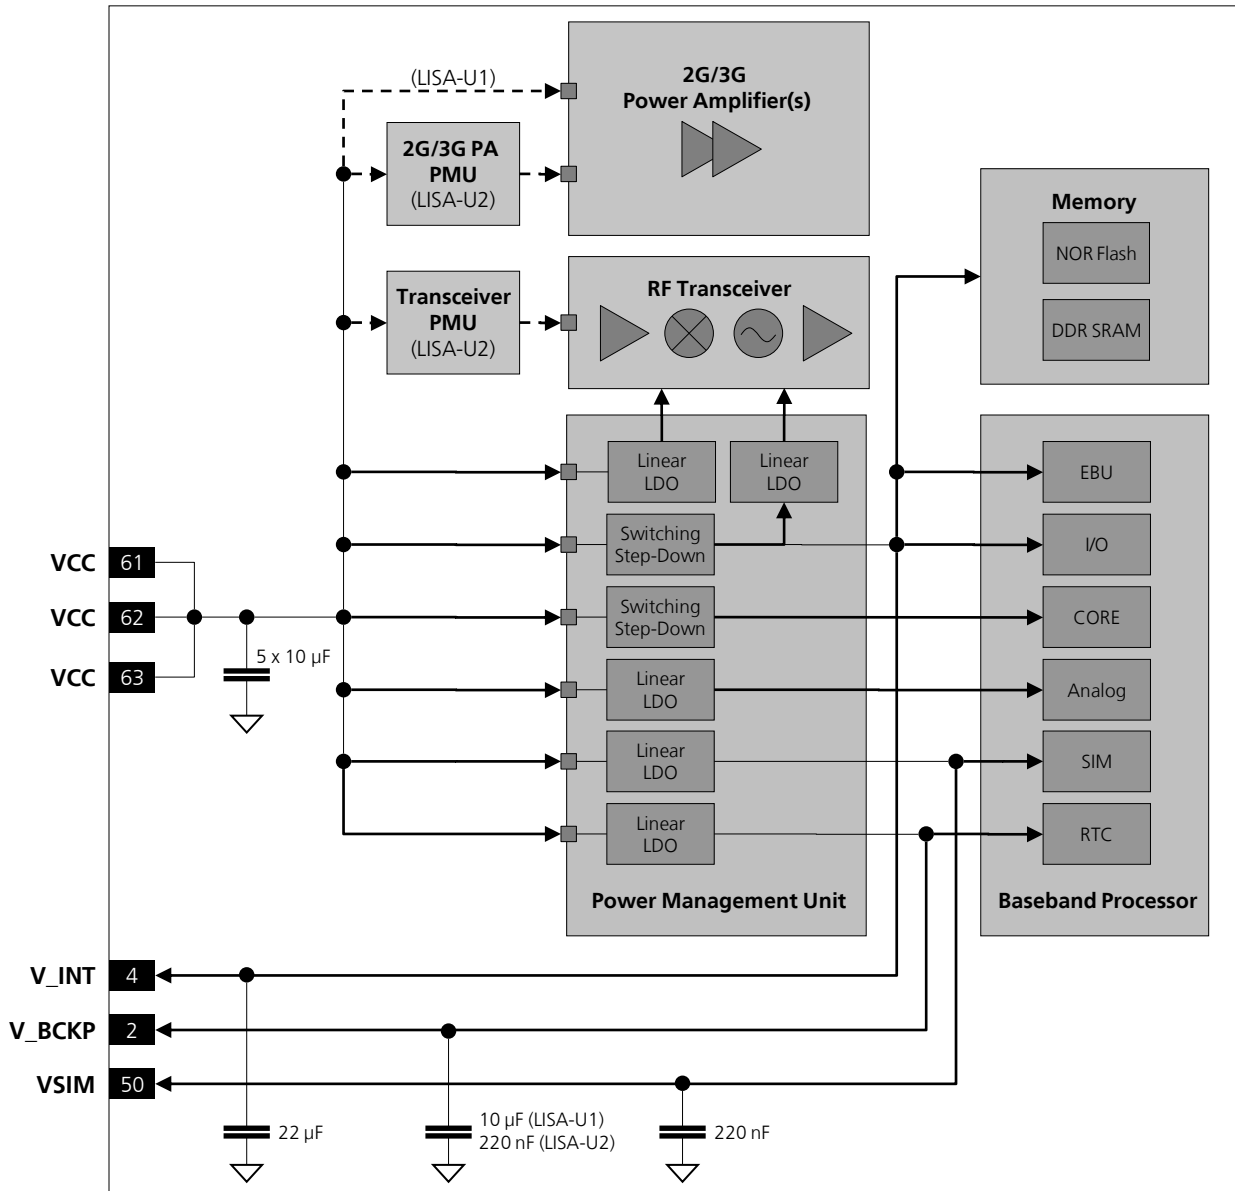 (LISA-U1)
2G/3G
Power Amplifier(s)
2G/3G PA
PMU
(LISA-U2)
Memory
NOR Flash
DDR SRAM
Transceiver
PMU
(LISA-U2)
RF Transceiver
Linear
LDO
Linear
LDO
EBU
Switching
Step-Down
I/O
VCC 61
VCC 62
VCC 63
5 x 10 µF
Switching
Step-Down
CORE
Linear
LDO
Analog
Linear
LDO
SIM
Linear
LDO
RTC
Power Management Unit
Baseband Processor
V_INT 4
V_BCKP 2
VSIM 50
22 µF
10 µF (LISA-U1)
220 nF (LISA-U2)
220 nF